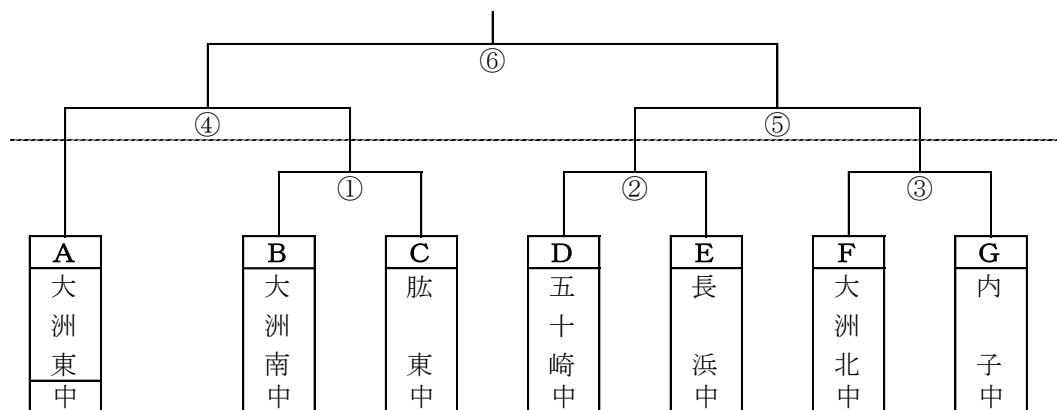 ⑥
④ ⑤
① ② ③
A B C D E F G
大洲東中
大洲南中
肱東中
五十崎中
長浜中
大洲北中
内子中